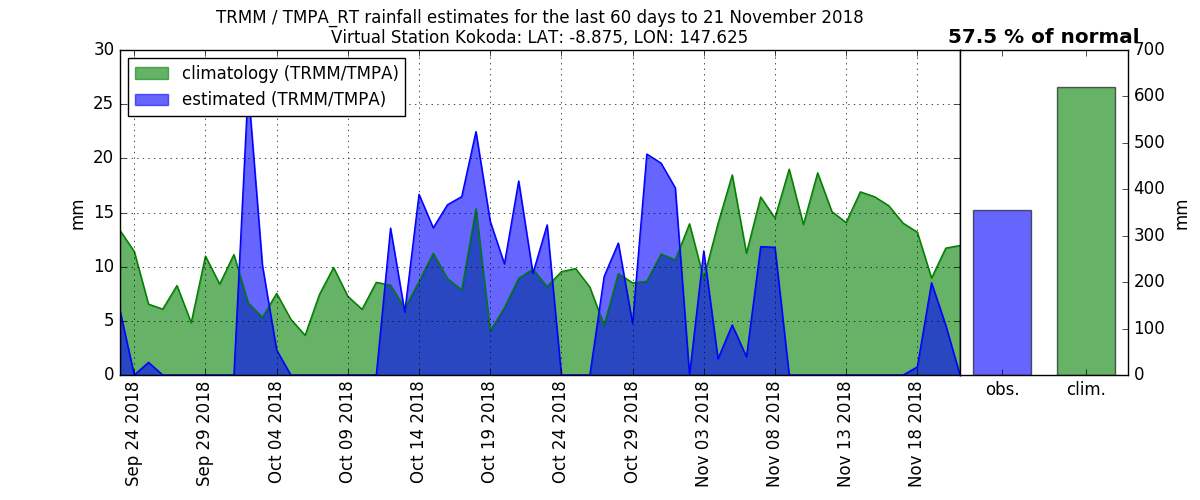 TRMM / TMPA_RT rainfall estimates for the last 60 days to 21 November 2018
Virtual Station Kokoda: LAT: -8.875, LON: 147.625
57.5 % of normal
climatology (TRMM/TMPA)
estimated (TRMM/TMPA)
mm
30
25
20
15
10
5
0
Sep 24 2018
Sep 29 2018
Oct 04 2018
Oct 09 2018
Oct 14 2018
Oct 19 2018
Oct 24 2018
Oct 29 2018
Nov 03 2018
Nov 08 2018
Nov 13 2018
Nov 18 2018
obs.
clim.
700
600
500
400
300
200
100
0
mm